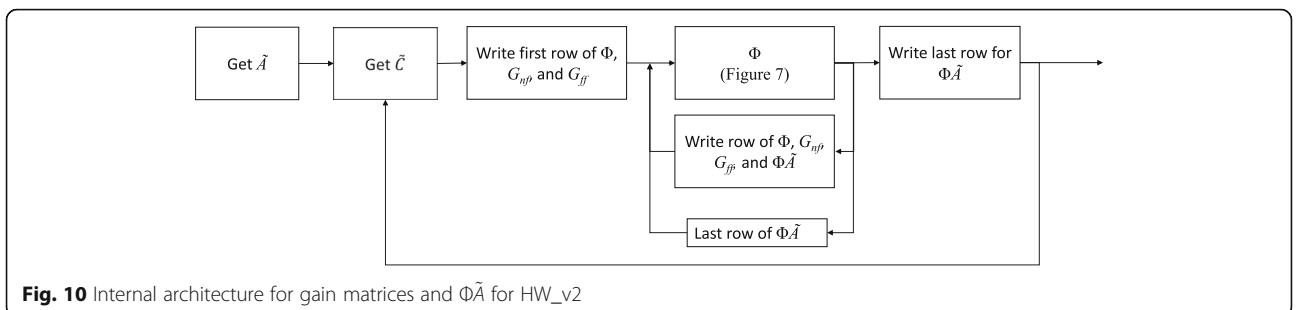 Get Ã
Get C̃
Write first row of Φ,
G_nf, and G_ff
Φ
(Figure 7)
Write last row for
ΦÃ
Write row of Φ, G_nf,
G_ff, and ΦÃ
Last row of ΦÃ
Fig. 10 Internal architecture for gain matrices and ΦÃ for HW_v2